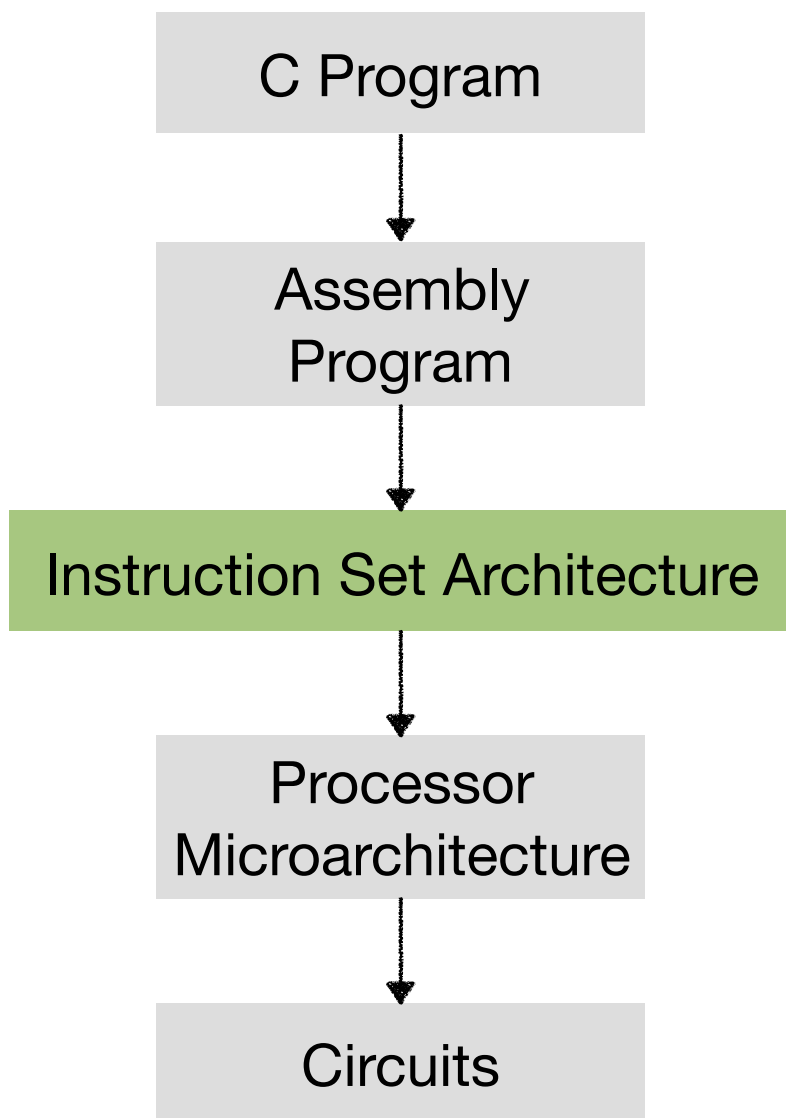 C Program
Assembly
Program
Instruction Set Architecture
Processor
Microarchitecture
Circuits